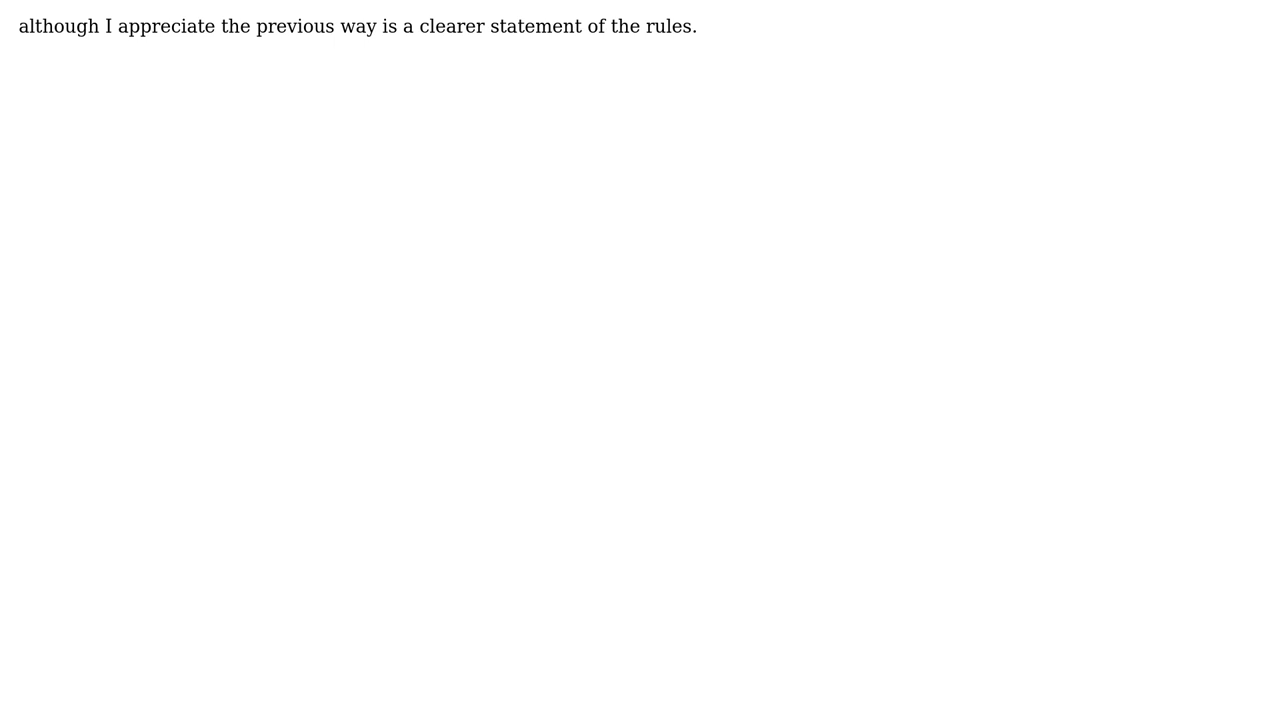 although I appreciate the previous way is a clearer statement of the rules.